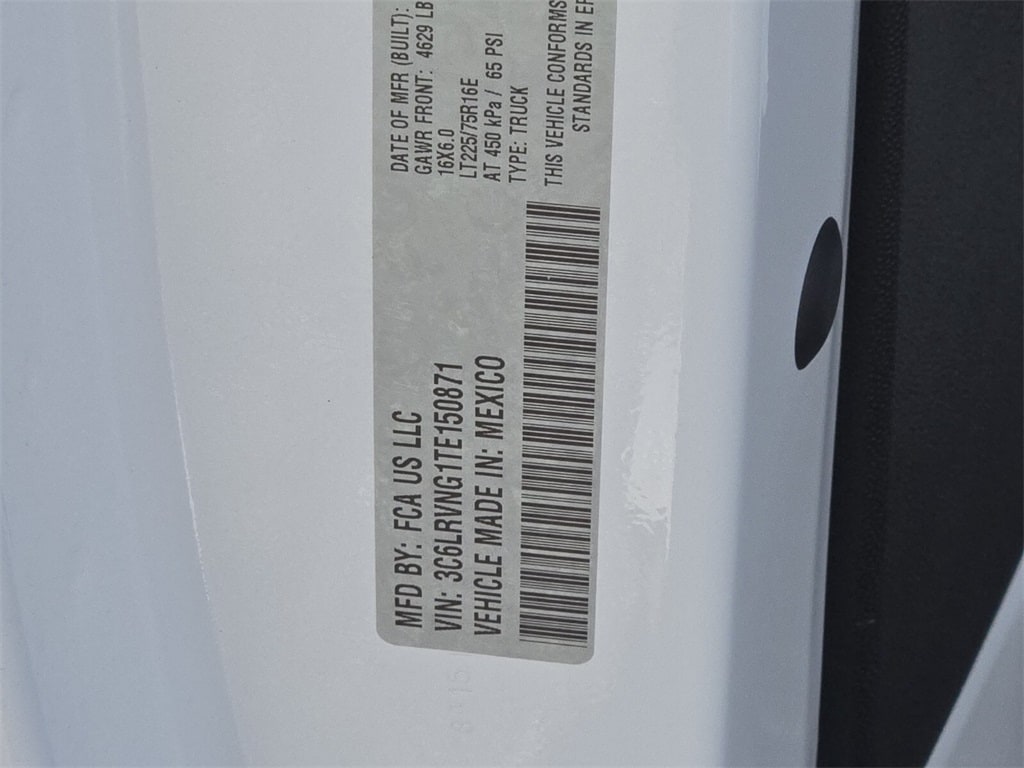 MFD BY: FCA US LLC
VIN: 3C6LRVNG1TE150871
VEHICLE MADE IN: MEXICO
DATE OF MFR (BUILT):
GAWR FRONT: 4629 LB
16X6.0
LT225/75R16E
AT 450 kPa / 65 PSI
TYPE: TRUCK
THIS VEHICLE CONFORMS
STANDARDS IN